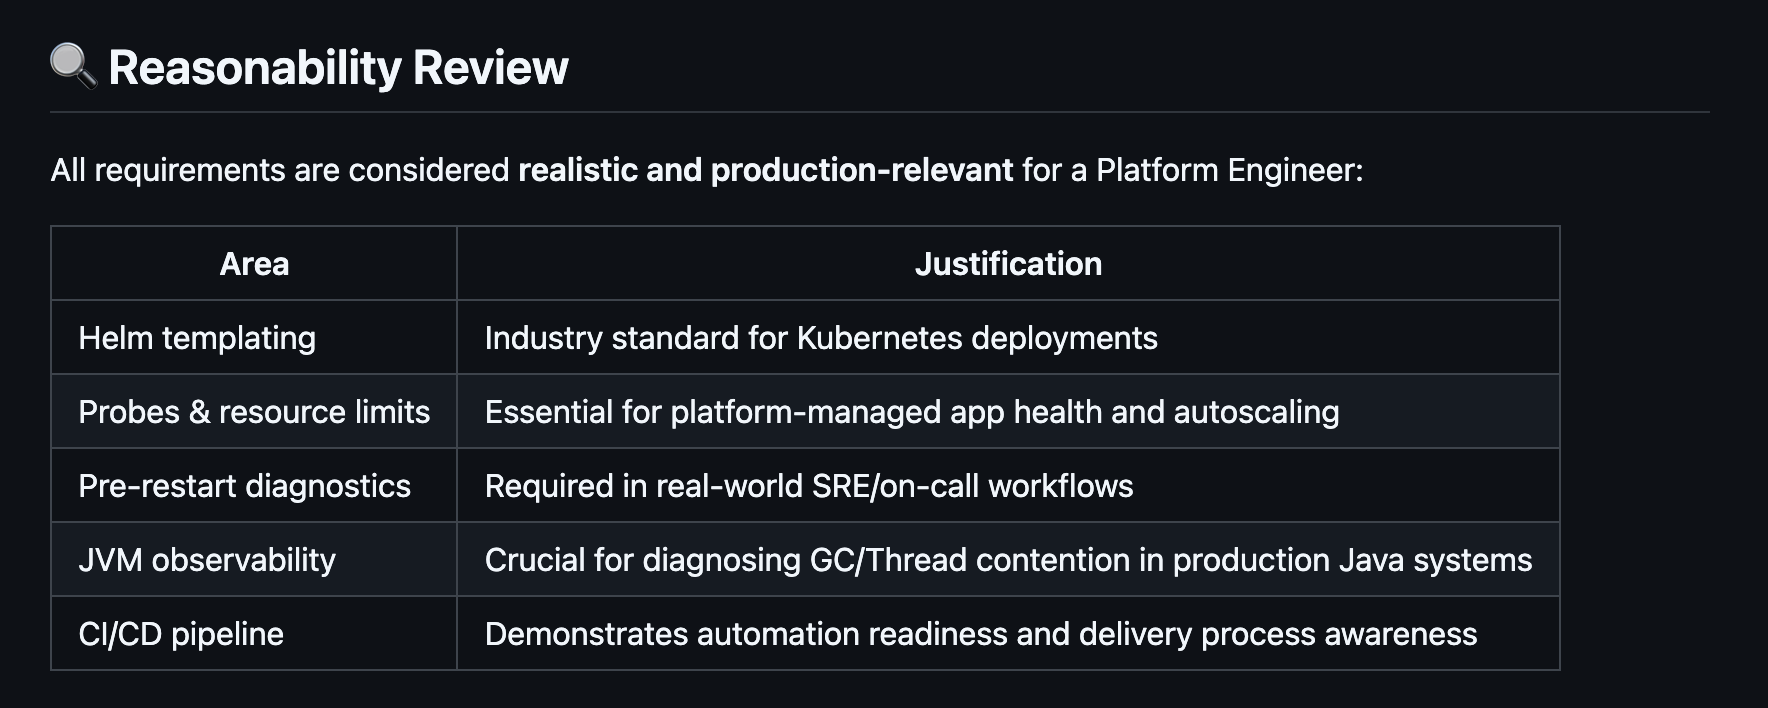 🔍 Reasonability Review
All requirements are considered realistic and production-relevant for a Platform Engineer:
Area Justification
Helm templating Industry standard for Kubernetes deployments
Probes & resource limits Essential for platform-managed app health and autoscaling
Pre-restart diagnostics Required in real-world SRE/on-call workflows
JVM observability Crucial for diagnosing GC/Thread contention in production Java systems
CI/CD pipeline Demonstrates automation readiness and delivery process awareness